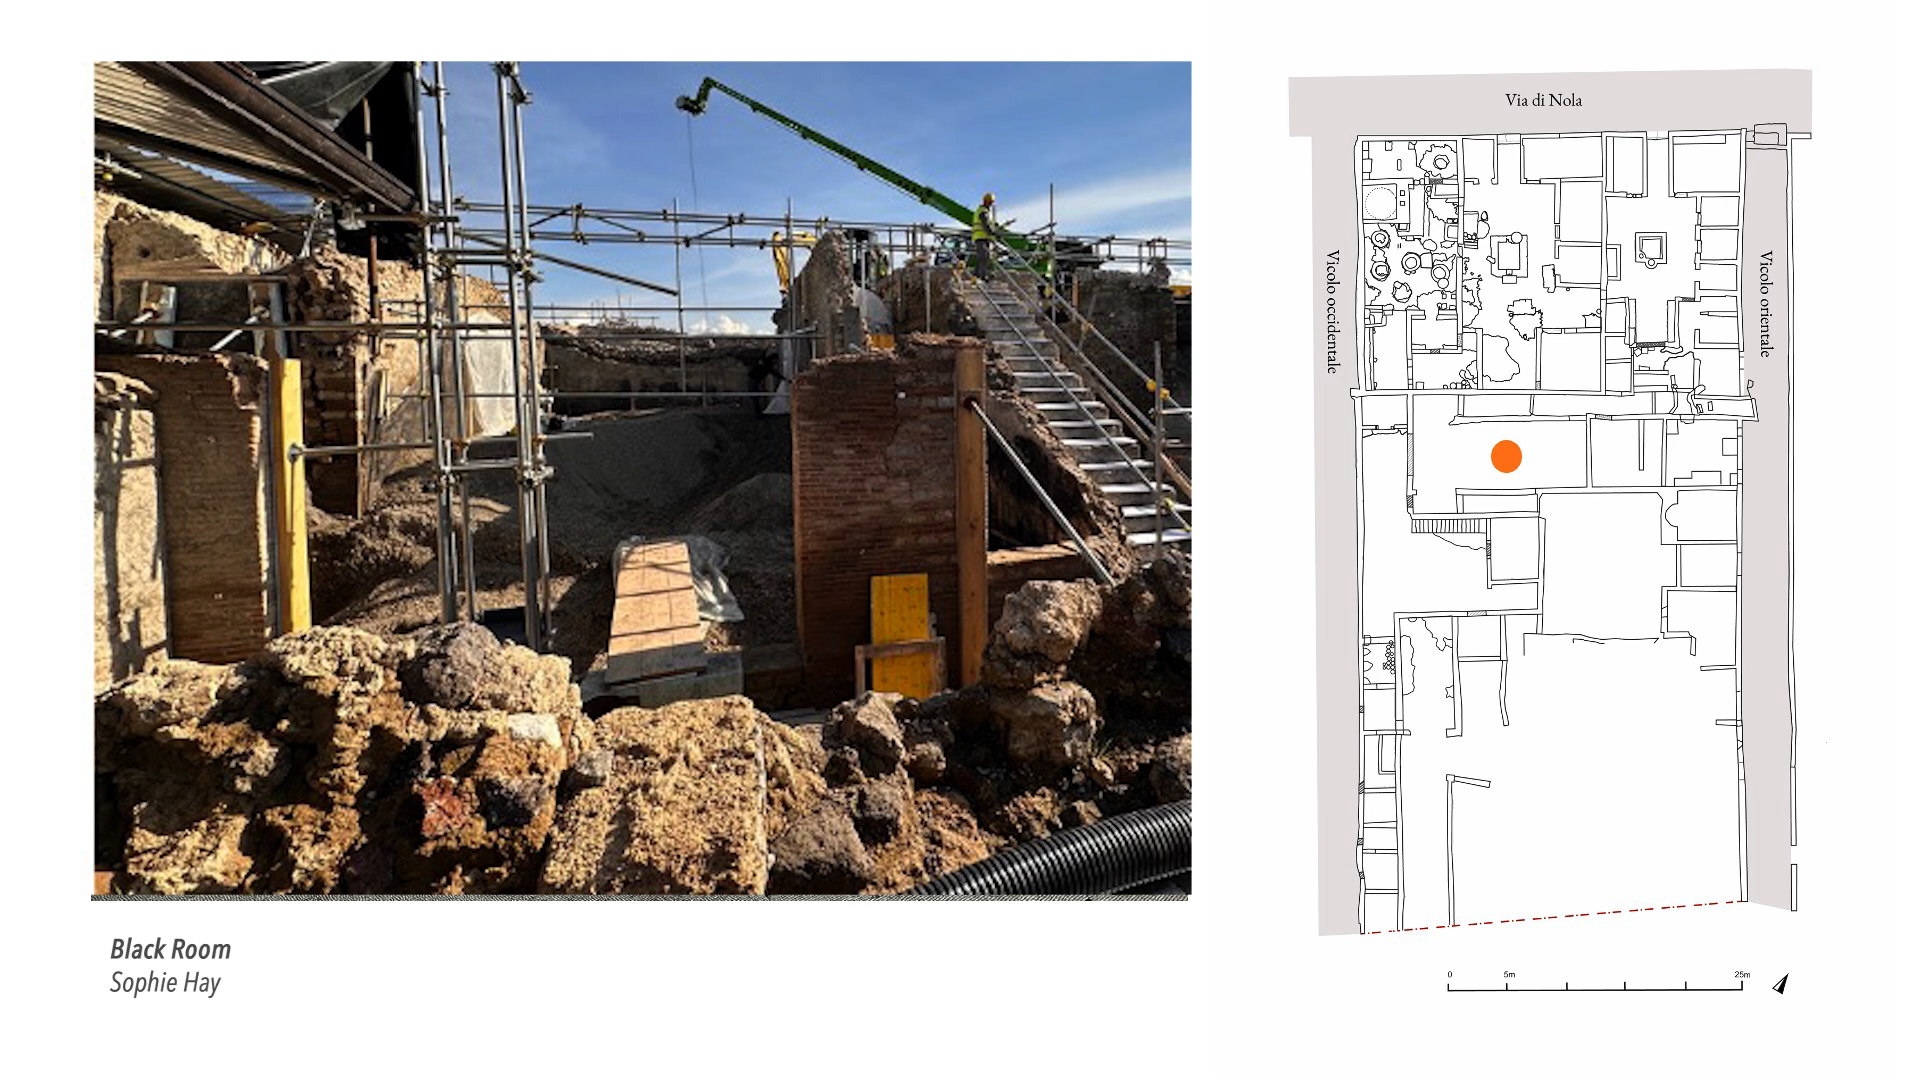 Via di Nola
Vicolo occidentale
Vicolo orientale
0 5m 25m
Black Room
Sophie Hay